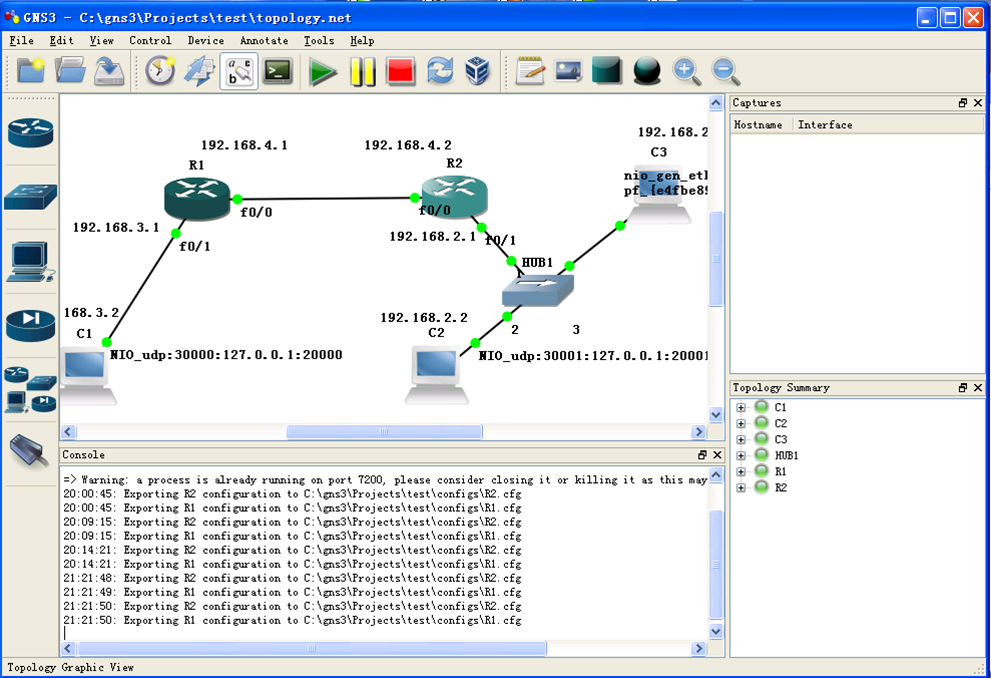 GNS3 - C:\gns3\Projects\test\topology.net
File Edit View Control Device Annotate Tools Help
192.168.4.1
192.168.4.2
192.168.2
R1
R2
C3
nio_gen_etl
pf_{e4fbe89
f0/0
f0/0
192.168.3.1
192.168.2.1
f0/1
f0/1
HUB1
1
168.3.2
192.168.2.2
C1
C2
2
3
NIO_udp:30000:127.0.0.1:20000
NIO_udp:30001:127.0.0.1:20001
Captures
Hostname Interface
Topology Summary
C1
C2
C3
HUB1
R1
R2
Console
=> Warning: a process is already running on port 7200, please consider closing it or killing it as this may
20:00:45: Exporting R2 configuration to C:\gns3\Projects\test\configs\R2.cfg
20:00:45: Exporting R1 configuration to C:\gns3\Projects\test\configs\R1.cfg
20:09:15: Exporting R2 configuration to C:\gns3\Projects\test\configs\R2.cfg
20:09:15: Exporting R1 configuration to C:\gns3\Projects\test\configs\R1.cfg
20:14:21: Exporting R2 configuration to C:\gns3\Projects\test\configs\R2.cfg
20:14:21: Exporting R1 configuration to C:\gns3\Projects\test\configs\R1.cfg
21:21:48: Exporting R2 configuration to C:\gns3\Projects\test\configs\R2.cfg
21:21:49: Exporting R1 configuration to C:\gns3\Projects\test\configs\R1.cfg
21:21:50: Exporting R2 configuration to C:\gns3\Projects\test\configs\R2.cfg
21:21:50: Exporting R1 configuration to C:\gns3\Projects\test\configs\R1.cfg
Topology Graphic View